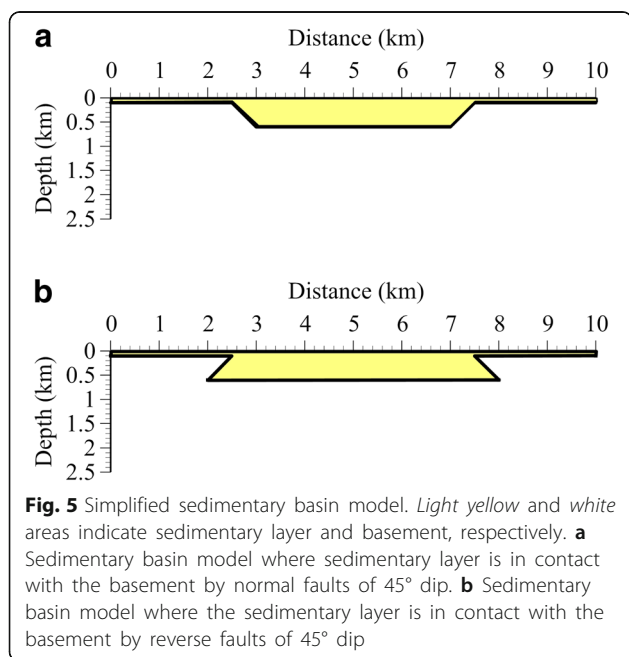 a
Distance (km)
0 1 2 3 4 5 6 7 8 9 10
Depth (km)
0
0.5
1
1.5
2
2.5
b
Distance (km)
0 1 2 3 4 5 6 7 8 9 10
Depth (km)
0
0.5
1
1.5
2
2.5
Fig. 5 Simplified sedimentary basin model. Light yellow and white
areas indicate sedimentary layer and basement, respectively. a
Sedimentary basin model where sedimentary layer is in contact
with the basement by normal faults of 45° dip. b Sedimentary
basin model where the sedimentary layer is in contact with the
basement by reverse faults of 45° dip